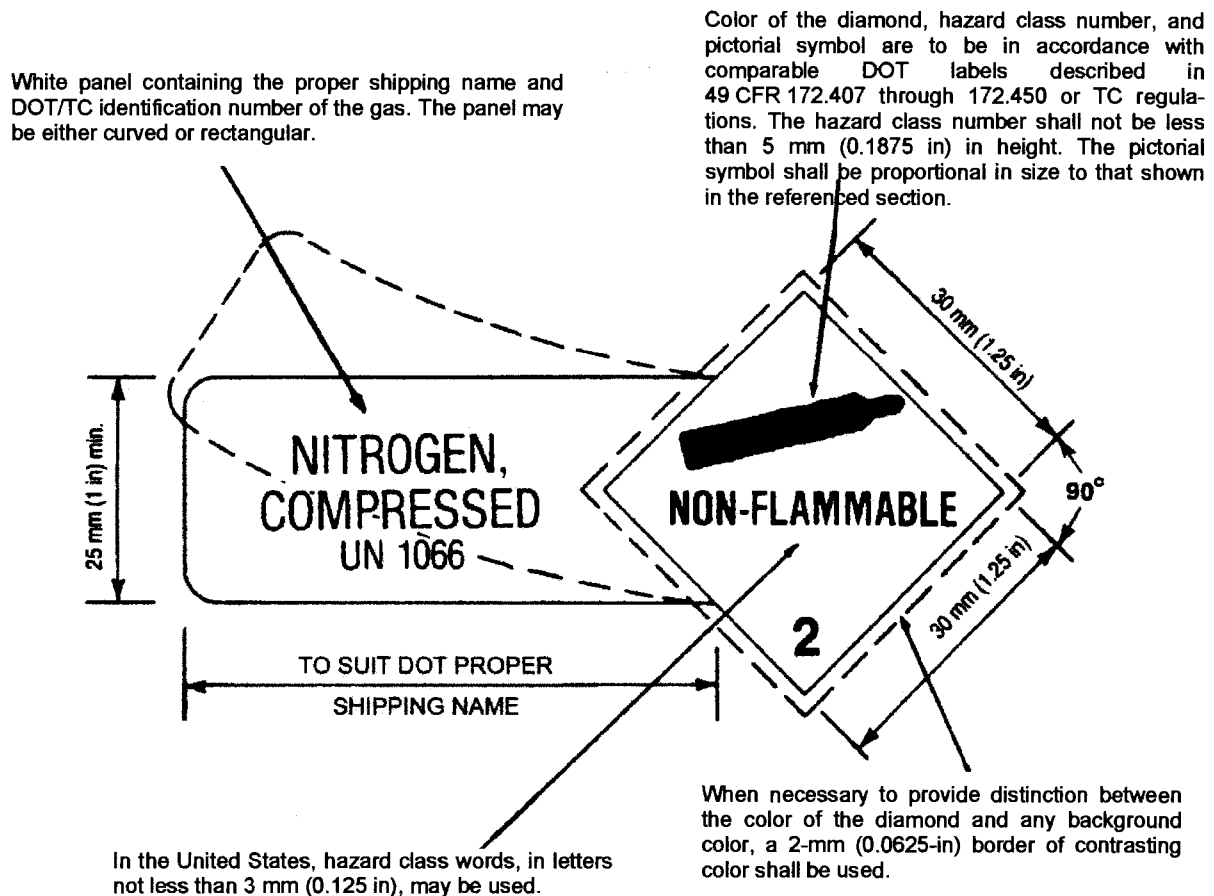 Color of the diamond, hazard class number, and
pictorial symbol are to be in accordance with
comparable DOT labels described in
49 CFR 172.407 through 172.450 or TC regula-
tions. The hazard class number shall not be less
than 5 mm (0.1875 in) in height. The pictorial
symbol shall be proportional in size to that shown
in the referenced section.
White panel containing the proper shipping name and
DOT/TC identification number of the gas. The panel may
be either curved or rectangular.
30 mm (1.25 in)
90°
30 mm (1.25 in)
25 mm (1 in) min.
NITROGEN,
COMPRESSED
UN 1066
NON-FLAMMABLE
2
TO SUIT DOT PROPER
SHIPPING NAME
When necessary to provide distinction between
the color of the diamond and any background
color, a 2-mm (0.0625-in) border of contrasting
color shall be used.
In the United States, hazard class words, in letters
not less than 3 mm (0.125 in), may be used.